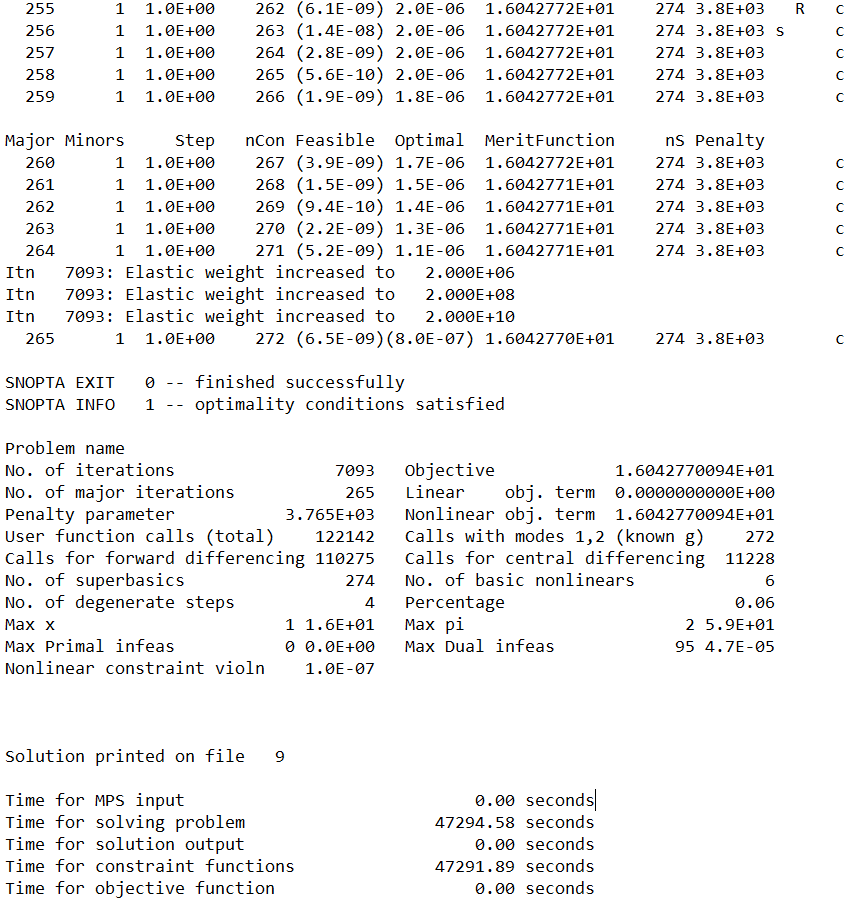 255      1  1.0E+00    262 (6.1E-09) 2.0E-06  1.6042772E+01    274 3.8E+03   R   c
  256      1  1.0E+00    263 (1.4E-08) 2.0E-06  1.6042772E+01    274 3.8E+03 s     c
  257      1  1.0E+00    264 (2.8E-09) 2.0E-06  1.6042772E+01    274 3.8E+03       c
  258      1  1.0E+00    265 (5.6E-10) 2.0E-06  1.6042772E+01    274 3.8E+03       c
  259      1  1.0E+00    266 (1.9E-09) 1.8E-06  1.6042772E+01    274 3.8E+03       c
Major Minors     Step   nCon Feasible  Optimal  MeritFunction     nS Penalty
  260      1  1.0E+00    267 (3.9E-09) 1.7E-06  1.6042772E+01    274 3.8E+03       c
  261      1  1.0E+00    268 (1.5E-09) 1.5E-06  1.6042771E+01    274 3.8E+03       c
  262      1  1.0E+00    269 (9.4E-10) 1.4E-06  1.6042771E+01    274 3.8E+03       c
  263      1  1.0E+00    270 (2.2E-09) 1.3E-06  1.6042771E+01    274 3.8E+03       c
  264      1  1.0E+00    271 (5.2E-09) 1.1E-06  1.6042771E+01    274 3.8E+03       c
Itn   7093: Elastic weight increased to   2.000E+06
Itn   7093: Elastic weight increased to   2.000E+08
Itn   7093: Elastic weight increased to   2.000E+10
  265      1  1.0E+00    272 (6.5E-09)(8.0E-07) 1.6042770E+01    274 3.8E+03       c
SNOPTA EXIT   0 -- finished successfully
SNOPTA INFO   1 -- optimality conditions satisfied
Problem name
No. of iterations                7093   Objective            1.6042770094E+01
No. of major iterations           265   Linear    obj. term  0.0000000000E+00
Penalty parameter           3.765E+03   Nonlinear obj. term  1.6042770094E+01
User function calls (total)    122142   Calls with modes 1,2 (known g)    272
Calls for forward differencing 110275   Calls for central differencing  11228
No. of superbasics                274   No. of basic nonlinears             6
No. of degenerate steps             4   Percentage                       0.06
Max x                       1 1.6E+01   Max pi                      2 5.9E+01
Max Primal infeas           0 0.0E+00   Max Dual infeas            95 4.7E-05
Nonlinear constraint violn    1.0E-07
Solution printed on file   9
Time for MPS input                             0.00 seconds
Time for solving problem                   47294.58 seconds
Time for solution output                       0.00 seconds
Time for constraint functions              47291.89 seconds
Time for objective function                    0.00 seconds